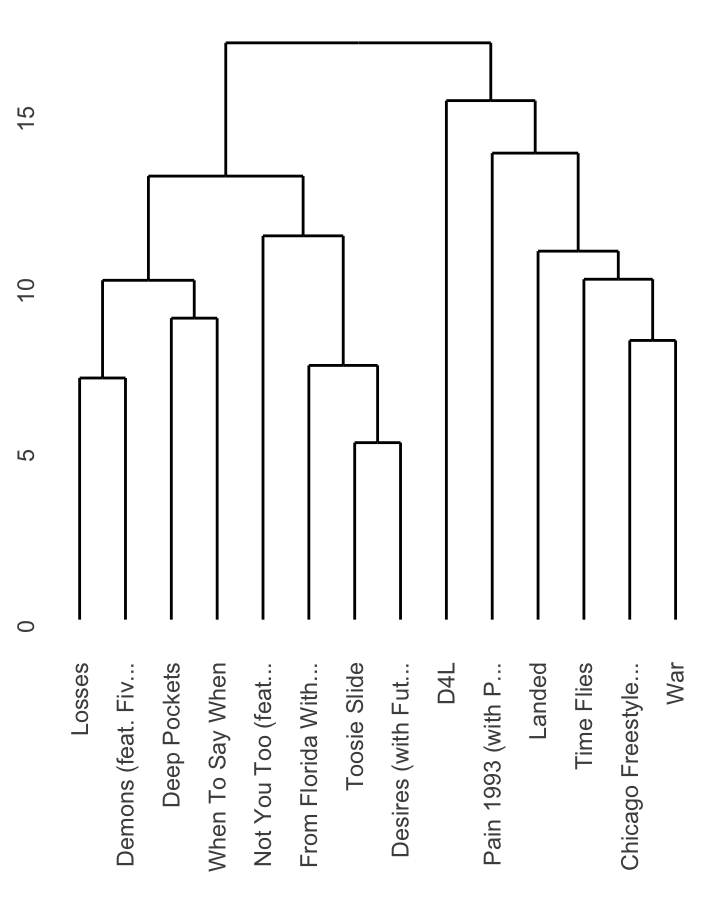 15
10
5
0
Losses
Demons (feat. Fiv...
Deep Pockets
When To Say When
Not You Too (feat...
From Florida With...
Toosie Slide
Desires (with Fut...
D4L
Pain 1993 (with P...
Landed
Time Flies
Chicago Freestyle...
War